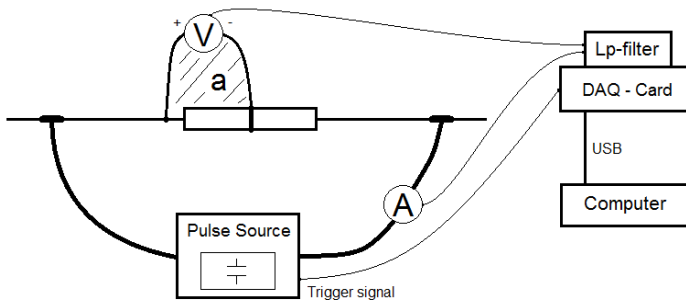 + V -
a
Lp-filter
DAQ - Card
USB
Computer
A
Pulse Source
Trigger signal